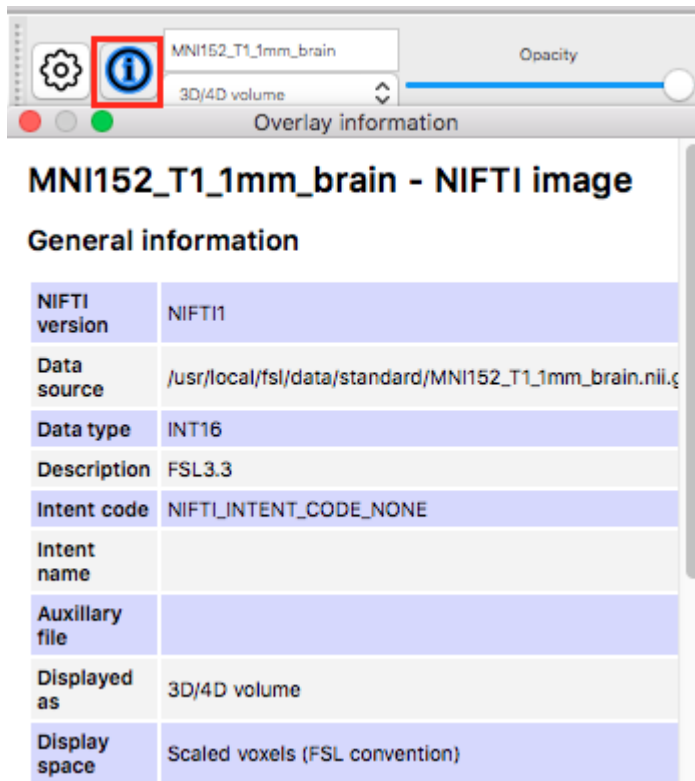 MNI152_T1_1mm_brain
Opacity
3D/4D volume
Overlay information
MNI152_T1_1mm_brain - NIFTI image
General information
NIFTI version NIFTI1
Data source /usr/local/fsl/data/standard/MNI152_T1_1mm_brain.nii.g
Data type INT16
Description FSL3.3
Intent code NIFTI_INTENT_CODE_NONE
Intent name
Auxillary file
Displayed as 3D/4D volume
Display space Scaled voxels (FSL convention)